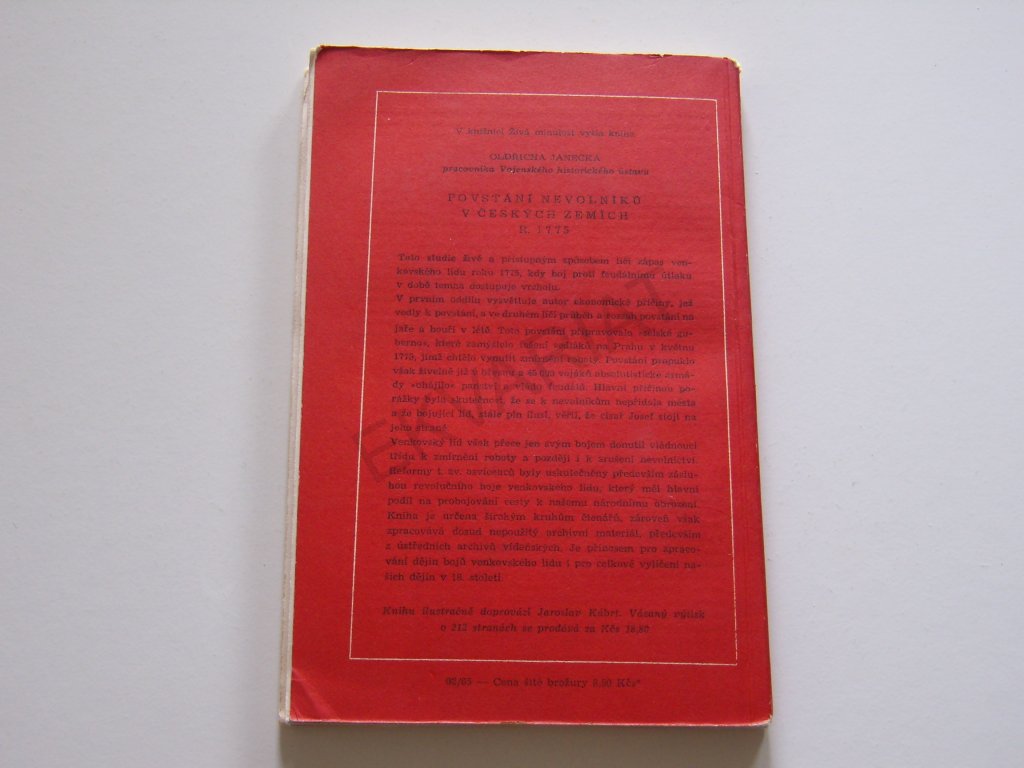 V knižnici Živá minulost vyšla kniha
OLDŘICHA JANEČKA
pracovníka Vojenského historického ústavu
POVSTÁNÍ NEVOLNÍKŮ
V ČESKÝCH ZEMÍCH
R. 1775
Tato studie živě a přístupným způsobem líčí zápas ven-
kovského lidu roku 1775, kdy boj proti feudálnímu útlaku
v době temna dostupuje vrcholu.
V prvním oddílu vysvětluje autor ekonomické příčiny, jež
vedly k povstání, a ve druhém líčí průběh a rozsah povstání na
jaře a bouří v létě. Toto povstání připravovalo »selské gu-
berno«, které zamýšlelo tažení sedláků na Prahu v květnu
1775, jímž chtělo vynutit zmírnění roboty. Povstání propuklo
však živelně již v březnu a 45 000 vojáků absolutistické armá-
dy »obhájilo« panství a vládu feudálů. Hlavní příčinou po-
rážky byla skutečnost, že se k nevolníkům nepřidala města
a že bojující lid, stále pln ilusí, věřil, že císař Josef stojí na
jeho straně.
Venkovský lid však přece jen svým bojem donutil vládnoucí
třídu k zmírnění roboty a později i k zrušení nevolnictví.
Reformy t. zv. osvícenců byly uskutečněny především záslu-
hou revolučního boje venkovského lidu, který měl hlavní
podíl na probojování cesty k našemu národnímu obrození.
Kniha je určena širokým kruhům čtenářů, zároveň však
zpracovává dosud nepoužitý archivní materiál, především
z ústředních archivů vídeňských. Je přínosem pro zpraco-
vání dějin bojů venkovského lidu i pro celkové vylíčení na-
šich dějin v 18. století.
Knihu ilustračně doprovází Jaroslav Kábrt. Vázaný výtisk
o 212 stranách se prodává za Kčs 18,80
— Cena šité brožury Kčs*